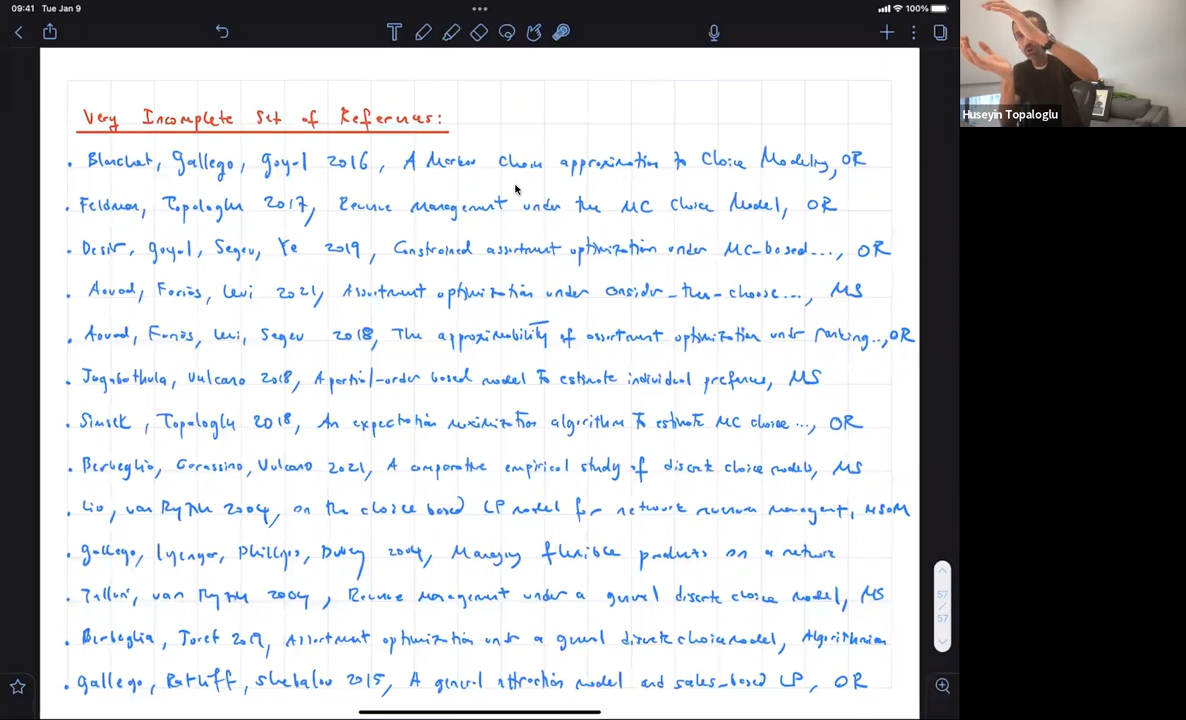 09:41 Tue Jan 9
100%
Huseyin Topaloglu
Very Incomplete Set of References:
• Blanchet, Gallego, Goyal 2016, A Markov chain approximation to Choice Modeling, OR
• Feldman, Topaloglu 2017, Revenue Management under the MC Choice Model, OR
• Desir, Goyal, Segev, Ye 2019, Constrained assortment optimization under MC-based..., OR
• Aouad, Farias, Levi 2021, Assortment optimization under consider-then-choose..., MS
• Aouad, Farias, Levi, Segev 2018, The approximability of assortment optimization under ranking.., OR
• Jagabathula, Vulcano 2018, A partial-order based model to estimate individual preferences, MS
• Simsek, Topaloglu 2018, An expectation maximization algorithm to estimate MC choice..., OR
• Berbeglia, Garassino, Vulcano 2021, A comparative empirical study of discrete choice models, MS
• Liu, van Ryzin 2004, on the choice based LP model for network revenue management, MSOM
• Gallego, Iyengar, Phillips, Dubey 2004, Managing flexible products on a network
• Talluri, van Ryzin 2004, Revenue Management under a general discrete choice model, MS
• Berbeglia, Joret 2019, Assortment optimization under a general discrete choice model, Algorithmica
• Gallego, Ratliff, Shebalov 2015, A general attraction model and sales-based LP, OR
57
/
57